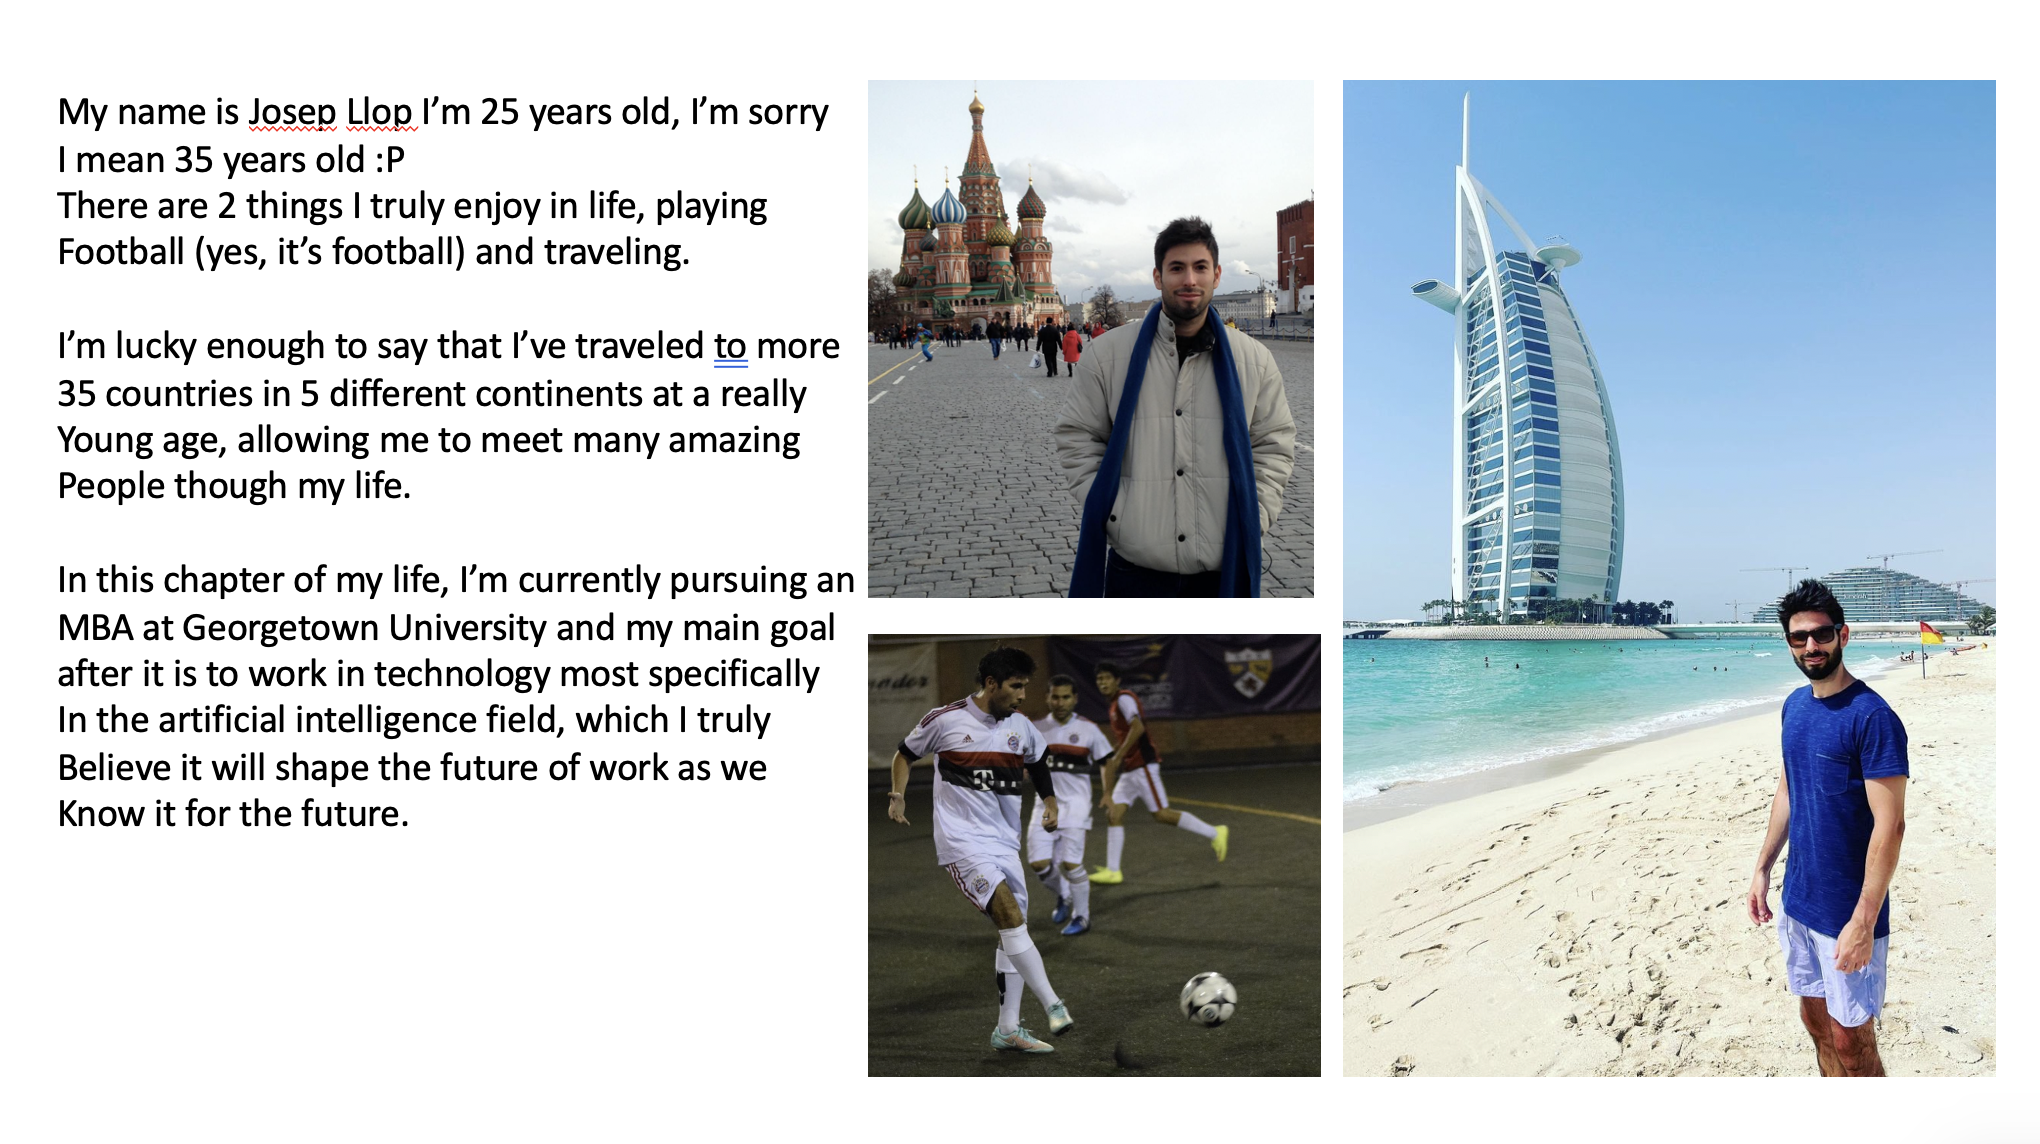 My name is Josep Llop I’m 25 years old, I’m sorry
I mean 35 years old :P
There are 2 things I truly enjoy in life, playing
Football (yes, it’s football) and traveling.
I’m lucky enough to say that I’ve traveled to more
35 countries in 5 different continents at a really
Young age, allowing me to meet many amazing
People though my life.
In this chapter of my life, I’m currently pursuing an
MBA at Georgetown University and my main goal
after it is to work in technology most specifically
In the artificial intelligence field, which I truly
Believe it will shape the future of work as we
Know it for the future.
T